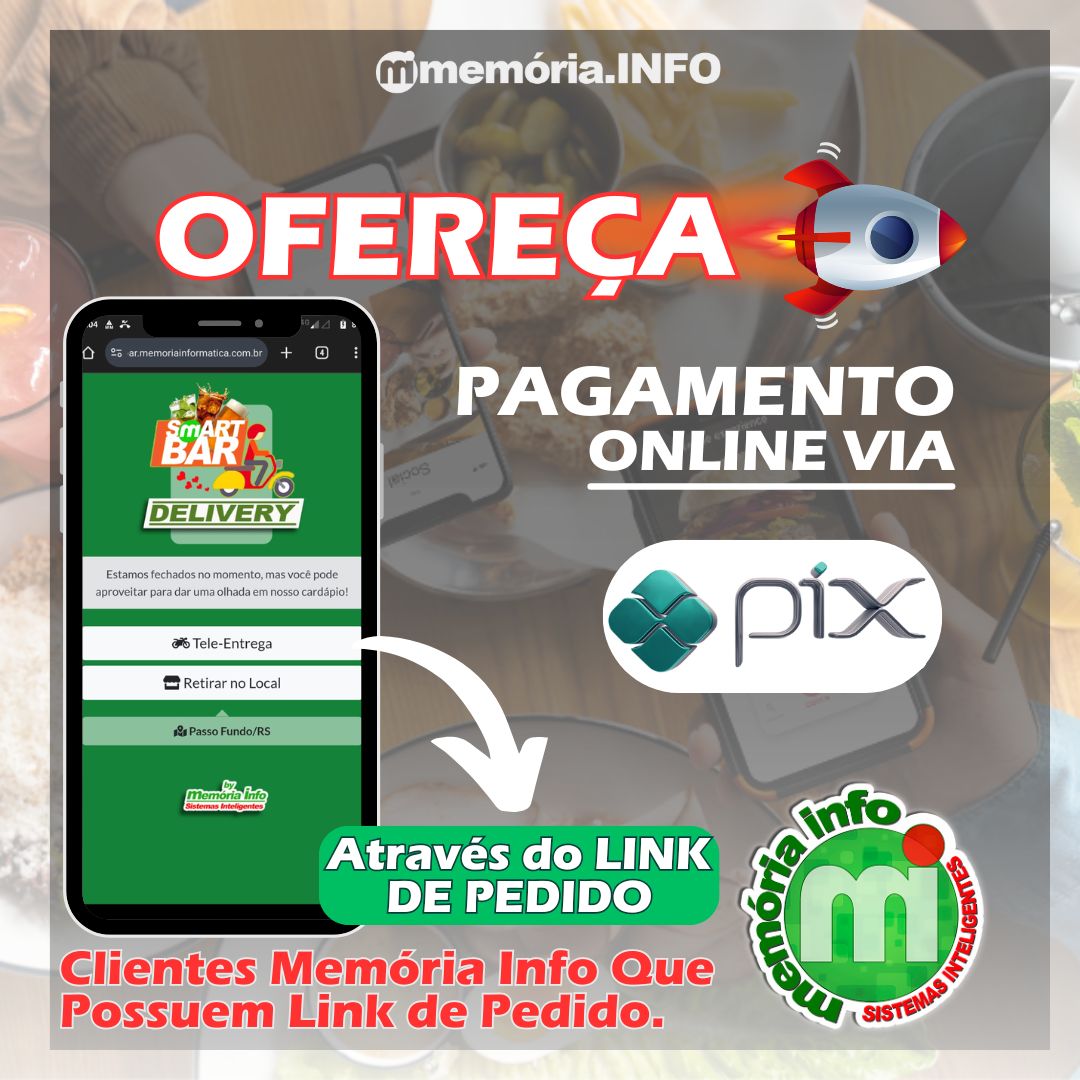 memória.INFO
OFEREÇA
PAGAMENTO
ONLINE VIA
pix
ar.memoriainformatica.com.br
4
SmART
BAR
DELIVERY
Estamos fechados no momento, mas você pode
aproveitar para dar uma olhada em nosso cardápio!
Tele-Entrega
Retirar no Local
Passo Fundo/RS
by
Memória Info
Sistemas Inteligentes
Através do LINK
DE PEDIDO
Clientes Memória Info Que
Possuem Link de Pedido.
memória info
mi
SISTEMAS INTELIGENTES